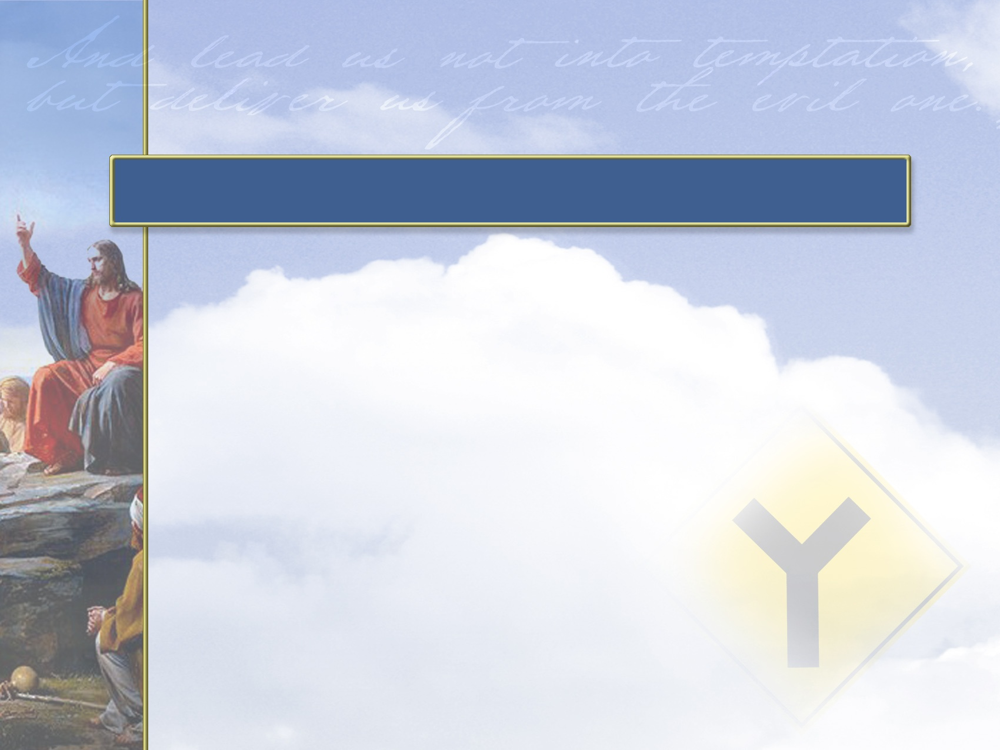 And lead us not into temptation,
but deliver us from the evil one.